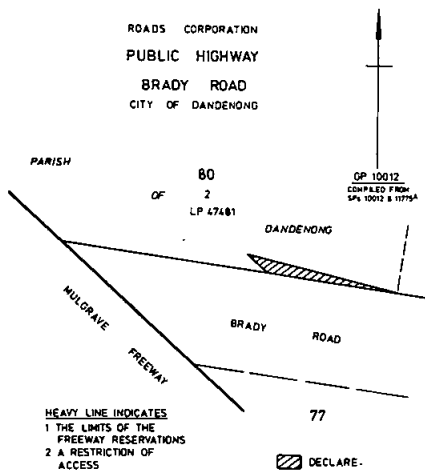 ROADS CORPORATION
PUBLIC HIGHWAY
BRADY ROAD
CITY OF DANDENONG
PARISH
80
OF 2
LP 47481
GP 10012
COMPILED FROM
SPs 10012 & 11775A
DANDENONG
MULGRAVE
FREEWAY
BRADY ROAD
77
HEAVY LINE INDICATES
1 THE LIMITS OF THE
FREEWAY RESERVATIONS
2 A RESTRICTION OF
ACCESS
DECLARE-